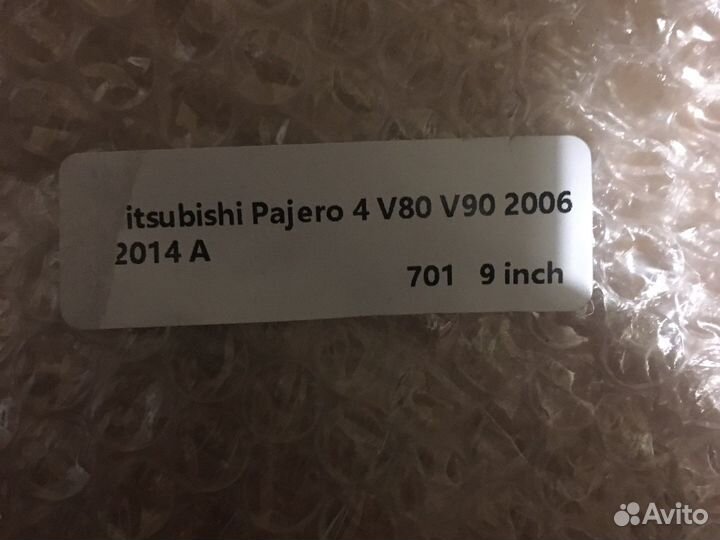 itsubishi Pajero 4 V80 V90 2006
2014 A
701 9 inch
Avito